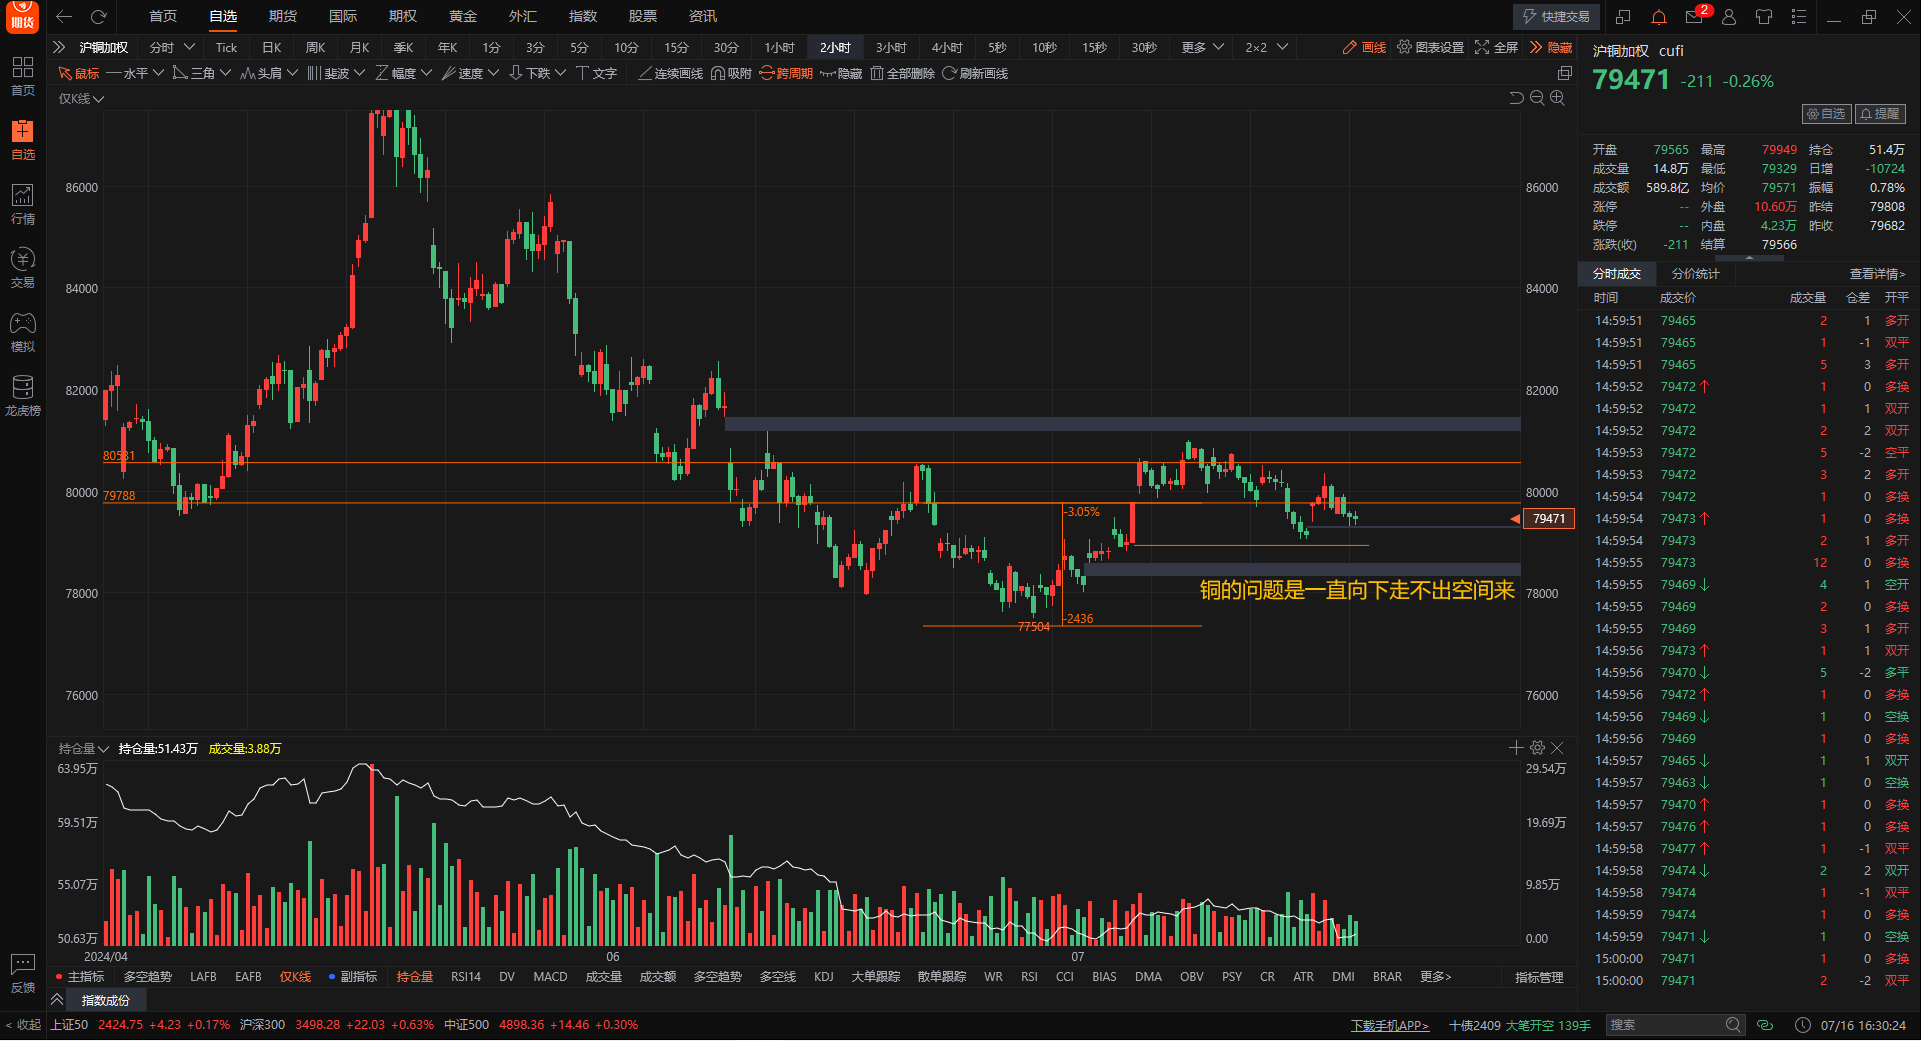 期货 首页 自选 期货 国际 期权 黄金 外汇 指数 股票 资讯 快捷交易 2
沪铜加权 分时 Tick 日K 周K 月K 季K 年K 1分 3分 5分 10分 15分 30分 1小时 2小时 3小时 4小时 5秒 10秒 15秒 30秒 更多 2×2 画线 图表设置 全屏 隐藏
鼠标 水平 三角 头肩 斐波 幅度 速度 下跌 文字 连续画线 吸附 跨周期 隐藏 全部删除 刷新画线
仅K线
首页
自选
行情
交易
模拟
龙虎榜
反馈
86000 86000
84000 84000
82000 82000
80531
80000 80000
79788
-3.05%
79471
78000 78000
铜的问题是一直向下走不出空间来
-2436
77504
76000 76000
持仓量 持仓量:51.43万 成交量:3.88万
63.95万 29.54万
59.51万 19.69万
55.07万 9.85万
50.63万 0.00
2024/04 06 07
主指标 多空趋势 LAFB EAFB 仅K线 副指标 持仓量 RSI14 DV MACD 成交量 成交额 多空趋势 多空线 KDJ 大单跟踪 散单跟踪 WR RSI CCI BIAS DMA OBV PSY CR ATR DMI BRAR 更多> 指标管理
指数成份
沪铜加权 cufi
79471 -211 -0.26%
自选 提醒
开盘 79565 最高 79949 持仓 51.4万
成交量 14.8万 最低 79329 日增 -10724
成交额 589.8亿 均价 79571 振幅 0.78%
涨停 -- 外盘 10.60万 昨结 79808
跌停 -- 内盘 4.23万 昨收 79682
涨跌(收) -211 结算 79566
分时成交 分价统计 查看详情>
时间 成交价 成交量 仓差 开平
14:59:51 79465 2 1 多开
14:59:51 79465 1 -1 双平
14:59:51 79465 5 3 多开
14:59:52 79472↑ 1 0 多换
14:59:52 79472 1 1 双开
14:59:52 79472 2 2 双开
14:59:53 79472 5 -2 空平
14:59:53 79472 3 2 多开
14:59:54 79472 1 0 多换
14:59:54 79473↑ 1 0 多换
14:59:54 79473 2 1 多开
14:59:55 79473 12 0 多换
14:59:55 79469↓ 4 1 空开
14:59:55 79469 2 0 多换
14:59:55 79469 3 1 多开
14:59:56 79473↑ 1 1 双开
14:59:56 79470↓ 5 -2 多平
14:59:56 79472↑ 1 0 多换
14:59:56 79469↓ 1 0 空换
14:59:56 79469 1 0 多换
14:59:57 79465↓ 1 1 双开
14:59:57 79463↓ 1 0 空换
14:59:57 79470↑ 1 0 多换
14:59:57 79476↑ 1 0 多换
14:59:58 79477↑ 1 -1 双平
14:59:58 79474↓ 2 2 双开
14:59:58 79474 1 -1 双平
14:59:59 79474 1 0 多换
14:59:59 79471↓ 1 0 空换
15:00:00 79471 1 0 多换
15:00:00 79471 2 -2 双平
< 收起 上证50 2424.75 +4.23 +0.17% 沪深300 3498.28 +22.03 +0.63% 中证500 4898.36 +14.46 +0.30% 下载手机APP> 十债2409 大笔开空 139手 搜索 07/16 16:30:24